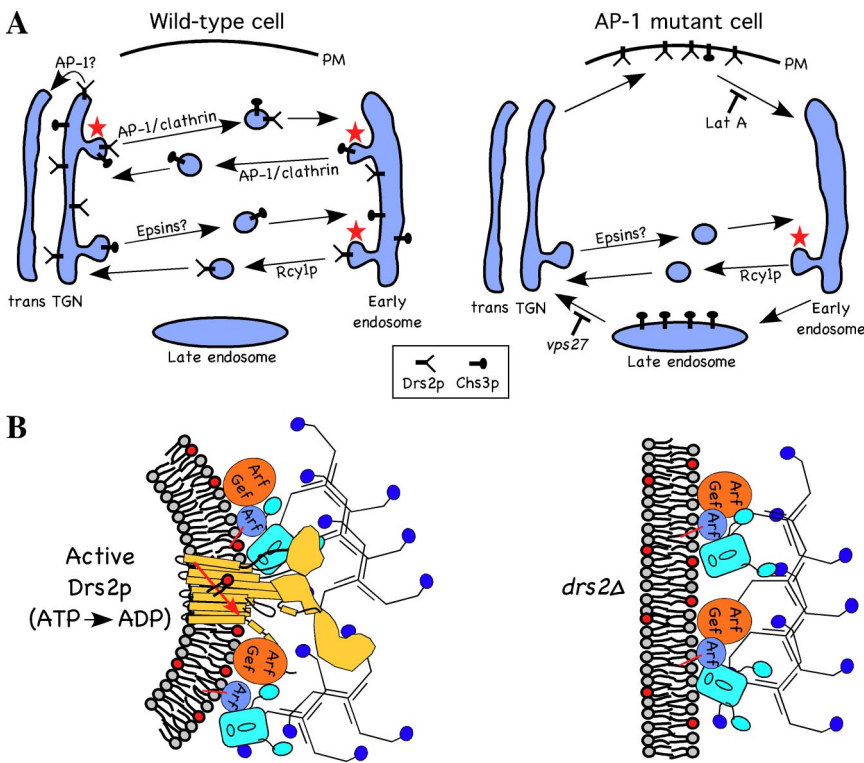 A
Wild-type cell
AP-1?
PM
AP-1/clathrin
AP-1/clathrin
Epsins?
Rcy1p
trans TGN
Early
endosome
Late endosome
AP-1 mutant cell
PM
Lat A
Epsins?
Rcy1p
trans TGN
Early
endosome
vps27
Late endosome
Drs2p
Chs3p
B
Active
Drs2p
(ATP → ADP)
Arf
Gef
Arf
Arf
Gef
Arf
drs2Δ
Arf
Gef
Arf
Arf
Gef
Arf